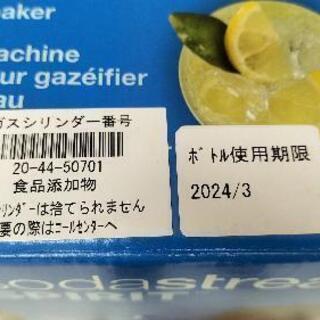 aker
achine
ur gazéifier
au
ガスシリンダー番号
20-44-50701
食品添加物
リンダーは捨てられません
要の際はコールセンターへ
ボトル使用期限
2024/3
sodastrea